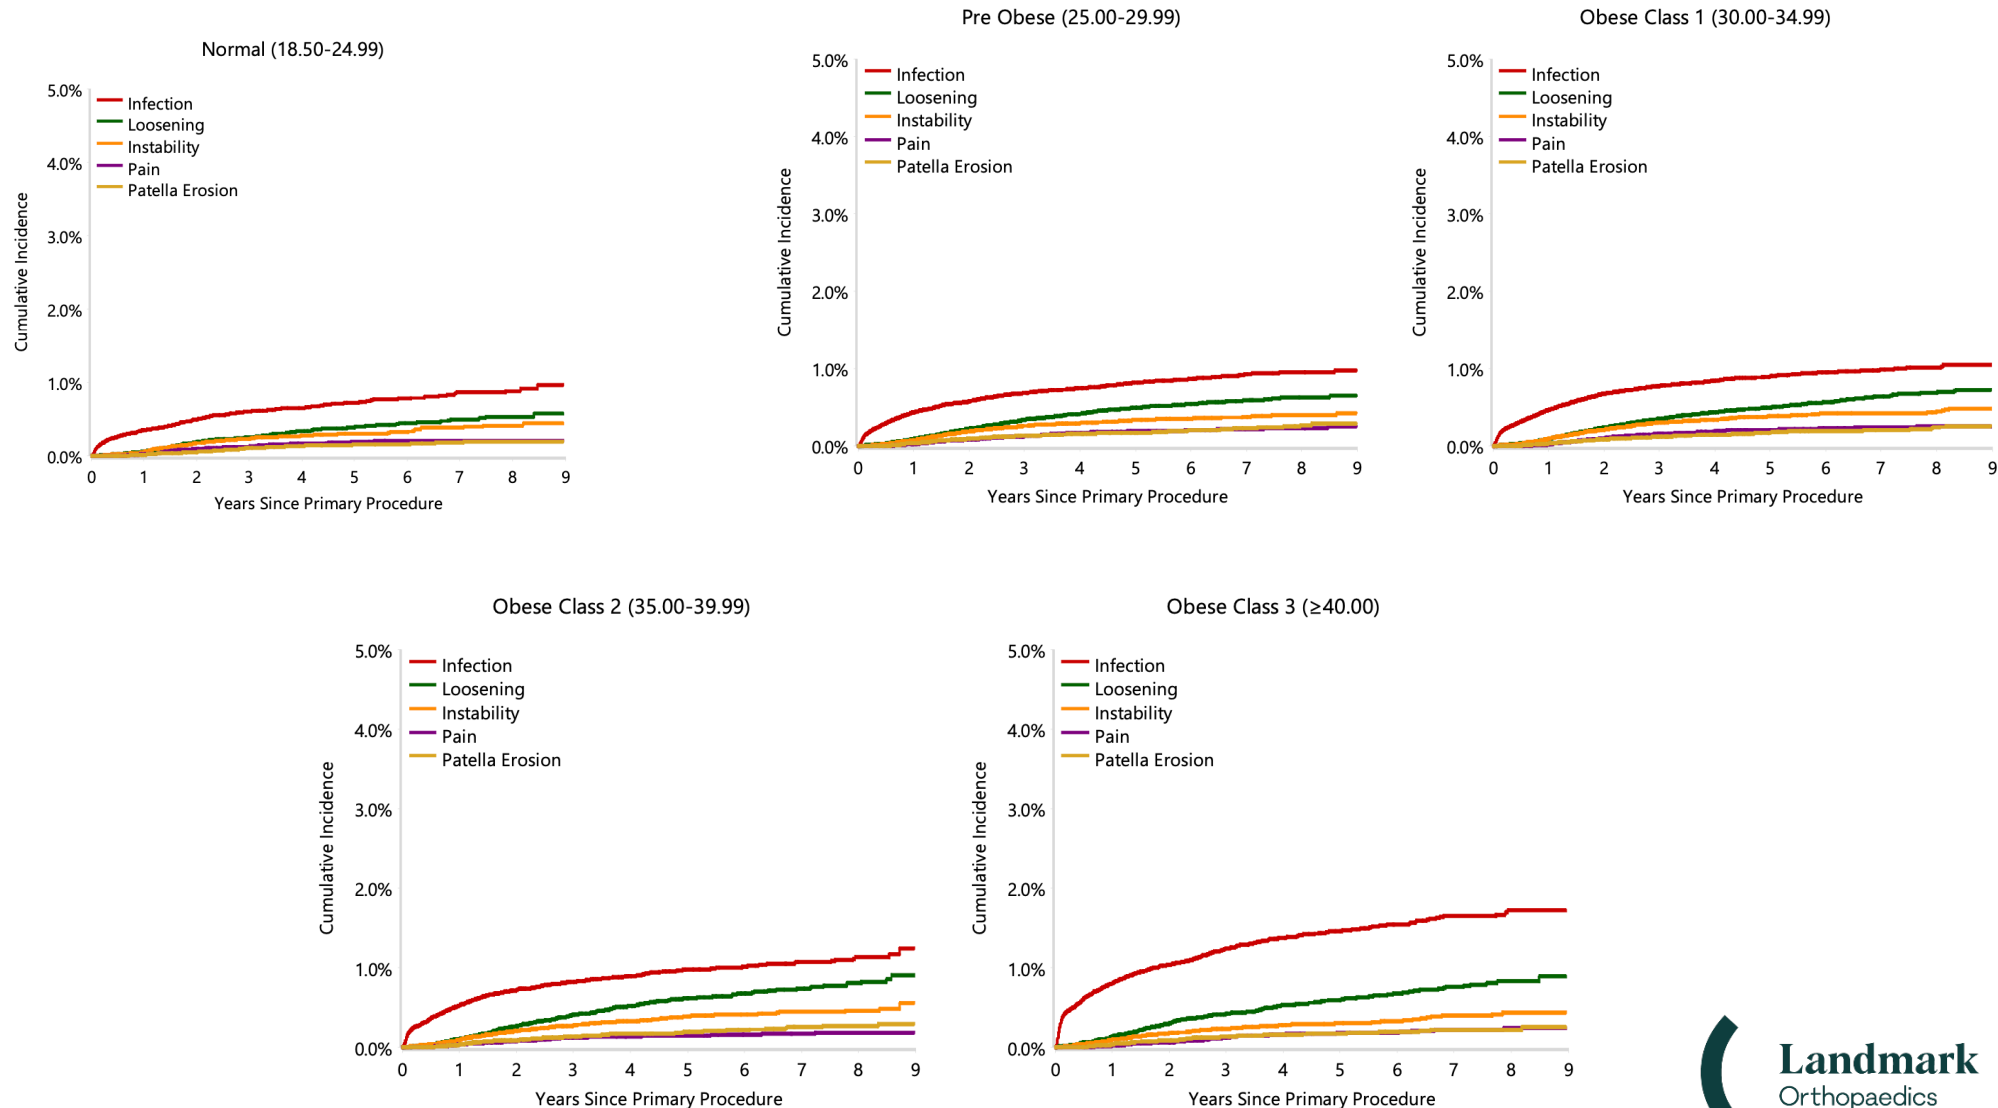 Normal (18.50-24.99)
5.0%
4.0%
3.0%
2.0%
1.0%
0.0%
Cumulative Incidence
Infection
Loosening
Instability
Pain
Patella Erosion
0 1 2 3 4 5 6 7 8 9
Years Since Primary Procedure
Pre Obese (25.00-29.99)
5.0%
4.0%
3.0%
2.0%
1.0%
0.0%
Cumulative Incidence
Infection
Loosening
Instability
Pain
Patella Erosion
0 1 2 3 4 5 6 7 8 9
Years Since Primary Procedure
Obese Class 1 (30.00-34.99)
5.0%
4.0%
3.0%
2.0%
1.0%
0.0%
Cumulative Incidence
Infection
Loosening
Instability
Pain
Patella Erosion
0 1 2 3 4 5 6 7 8 9
Years Since Primary Procedure
Obese Class 2 (35.00-39.99)
5.0%
4.0%
3.0%
2.0%
1.0%
0.0%
Cumulative Incidence
Infection
Loosening
Instability
Pain
Patella Erosion
0 1 2 3 4 5 6 7 8 9
Years Since Primary Procedure
Obese Class 3 (≥40.00)
5.0%
4.0%
3.0%
2.0%
1.0%
0.0%
Cumulative Incidence
Infection
Loosening
Instability
Pain
Patella Erosion
0 1 2 3 4 5 6 7 8 9
Years Since Primary Procedure
Landmark
Orthopaedics